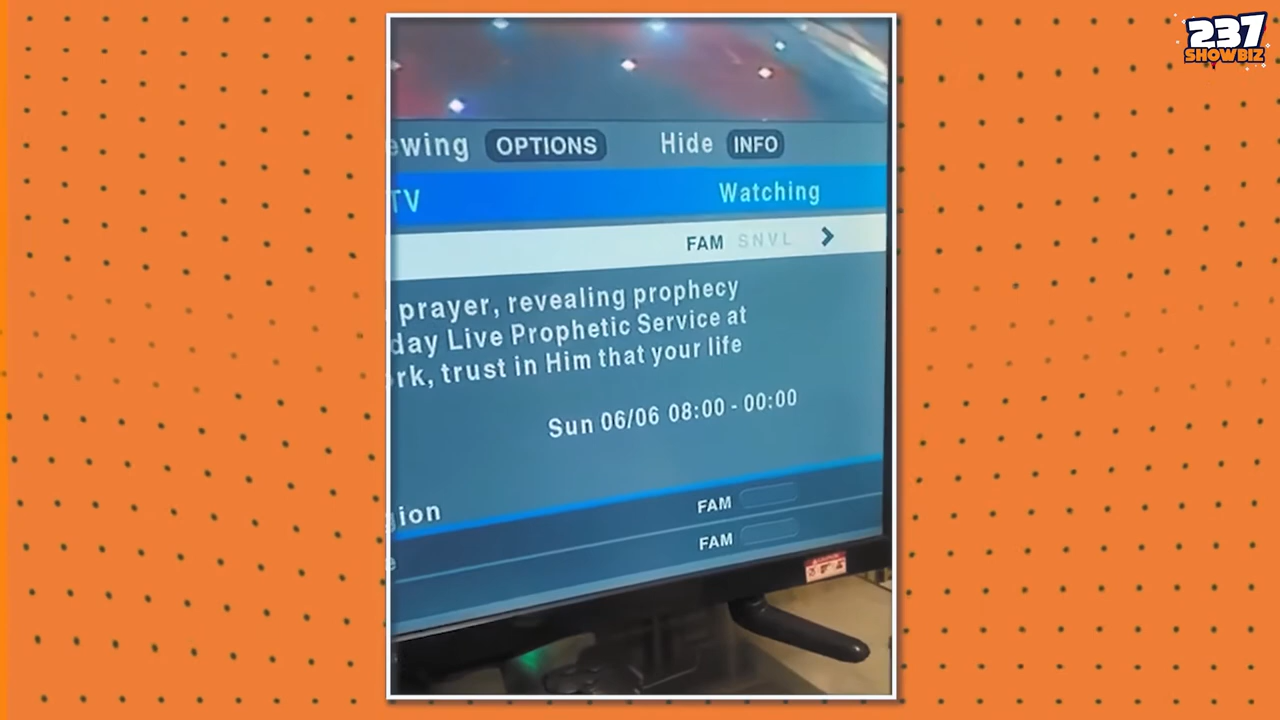 237
SHOWBIZ
ewing OPTIONS Hide INFO
TV Watching
FAM SNVL
prayer, revealing prophecy
day Live Prophetic Service at
rk, trust in Him that your life
Sun 06/06 08:00 - 00:00
gion FAM
e FAM